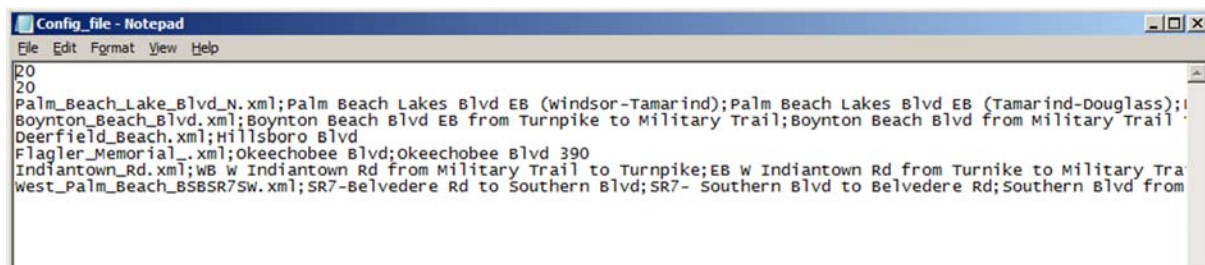 Config_file - Notepad
File Edit Format View Help
20
20
Palm_Beach_Lake_Blvd_N.xml;Palm Beach Lakes Blvd EB (Windsor-Tamarind);Palm Beach Lakes Blvd EB (Tamarind-Douglass);
Boynton_Beach_Blvd.xml;Boynton Beach Blvd EB from Turnpike to Military Trail;Boynton Beach Blvd from Military Trail
Deerfield_Beach.xml;Hillsboro Blvd
Flagler_Memorial_.xml;Okeechobee Blvd;Okeechobee Blvd 390
Indiantown_Rd.xml;WB W Indiantown Rd from Military Trail to Turnpike;EB W Indiantown Rd from Turnike to Military Tra
West_Palm_Beach_BSBSR7SW.xml;SR7-Belvedere Rd to Southern Blvd;SR7- Southern Blvd to Belvedere Rd;Southern Blvd from